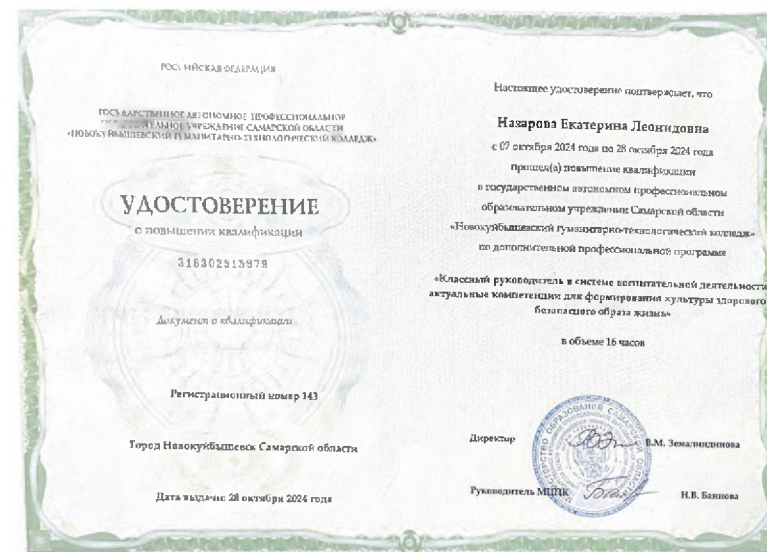 РОССИЙСКАЯ ФЕДЕРАЦИЯ
ГОСУДАРСТВЕННОЕ АВТОНОМНОЕ ПРОФЕССИОНАЛЬНОЕ
УЧРЕЖДЕНИЕ САМАРСКОЙ ОБЛАСТИ
«НОВОКУЙБЫШЕВСКИЙ ГУМАНИТАРНО-ТЕХНОЛОГИЧЕСКИЙ КОЛЛЕДЖ»
УДОСТОВЕРЕНИЕ
о повышении квалификации
Документ о квалификации
Регистрационный номер 143
Город Новокуйбышевск Самарской области
Дата выдачи: 28 октября 2024 года
Настоящее удостоверение подтверждает, что
Назарова Екатерина Леонидовна
с 07 октября 2024 года по 28 октября 2024 года
прошел(а) повышение квалификации
в государственном автономном профессиональном
образовательном учреждении Самарской области
«Новокуйбышевский гуманитарно-технологический колледж»
по дополнительной профессиональной программе
«Классный руководитель в системе воспитательной деятельности
актуальные компетенции для формирования культуры здорового
безопасного образа жизни»
в объеме 16 часов
Директор
В.М. Земалиндинова
Руководитель МЦПК
Н.В. Баннова